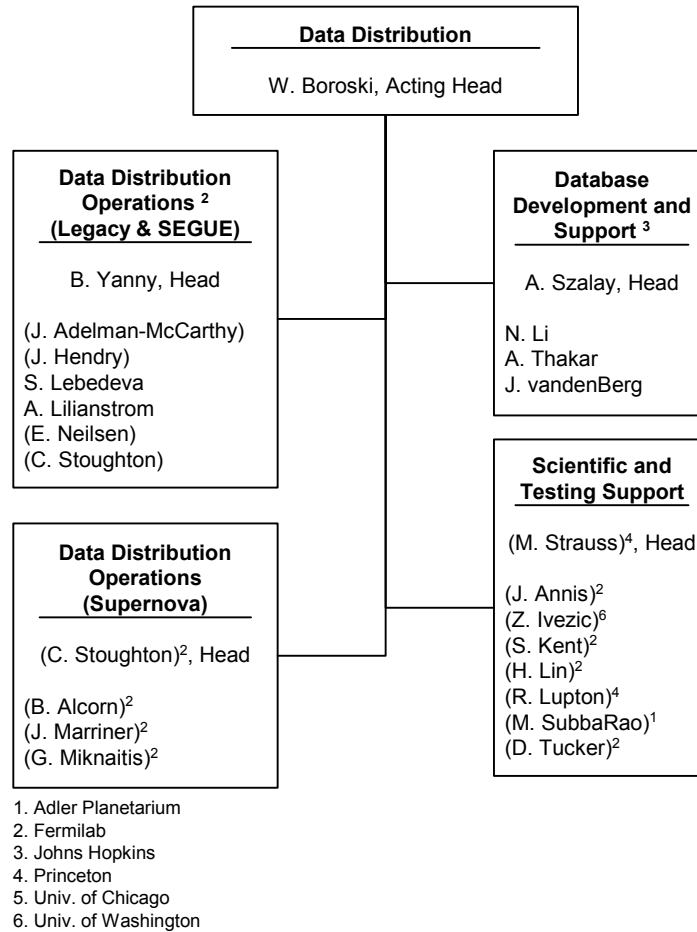 Data Distribution
W. Boroski, Acting Head
Data Distribution
Operations ²
(Legacy & SEGUE)
B. Yanny, Head
(J. Adelman-McCarthy)
(J. Hendry)
S. Lebedeva
A. Lilianstrom
(E. Neilsen)
(C. Stoughton)
Database
Development and
Support ³
A. Szalay, Head
N. Li
A. Thakar
J. vandenBerg
Data Distribution
Operations
(Supernova)
(C. Stoughton)², Head
(B. Alcorn)²
(J. Marriner)²
(G. Miknaitis)²
Scientific and
Testing Support
(M. Strauss)⁴, Head
(J. Annis)²
(Z. Ivezic)⁶
(S. Kent)²
(H. Lin)²
(R. Lupton)⁴
(M. SubbaRao)¹
(D. Tucker)²
1. Adler Planetarium
2. Fermilab
3. Johns Hopkins
4. Princeton
5. Univ. of Chicago
6. Univ. of Washington